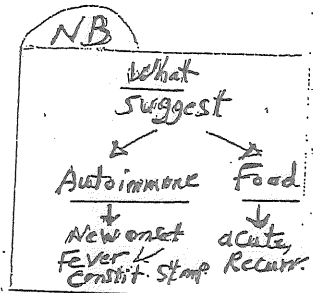 NB
What
suggest
Autoimmune Food
New onset acute,
Fever Recurr.
Constit. Stmp